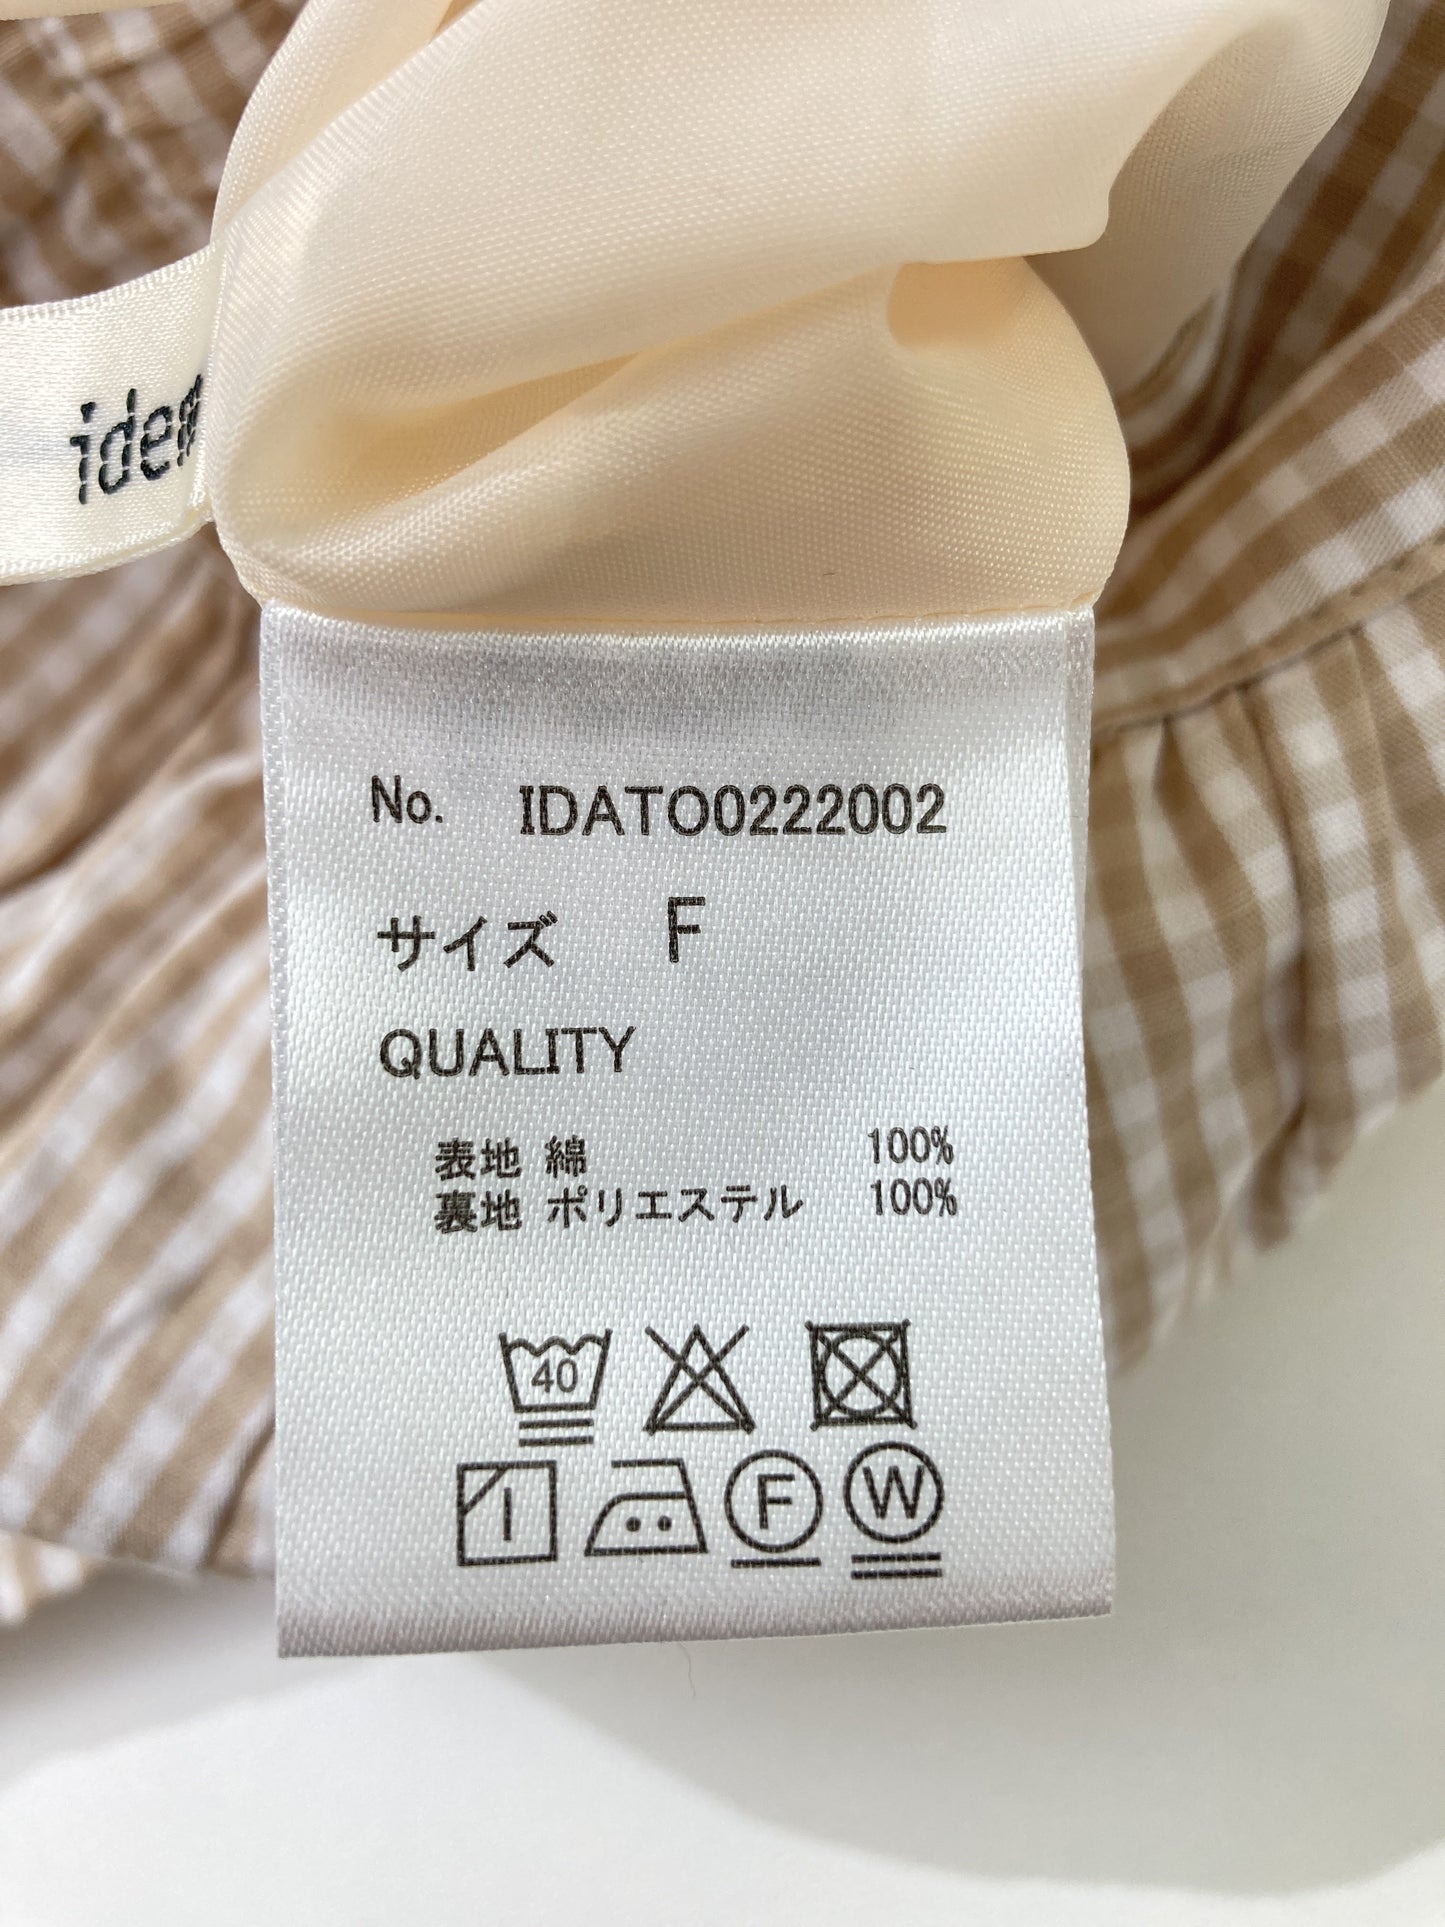 idem
No. IDATO0222002
サイズ F
QUALITY
表地 綿 100%
裏地 ポリエステル 100%
40
F W